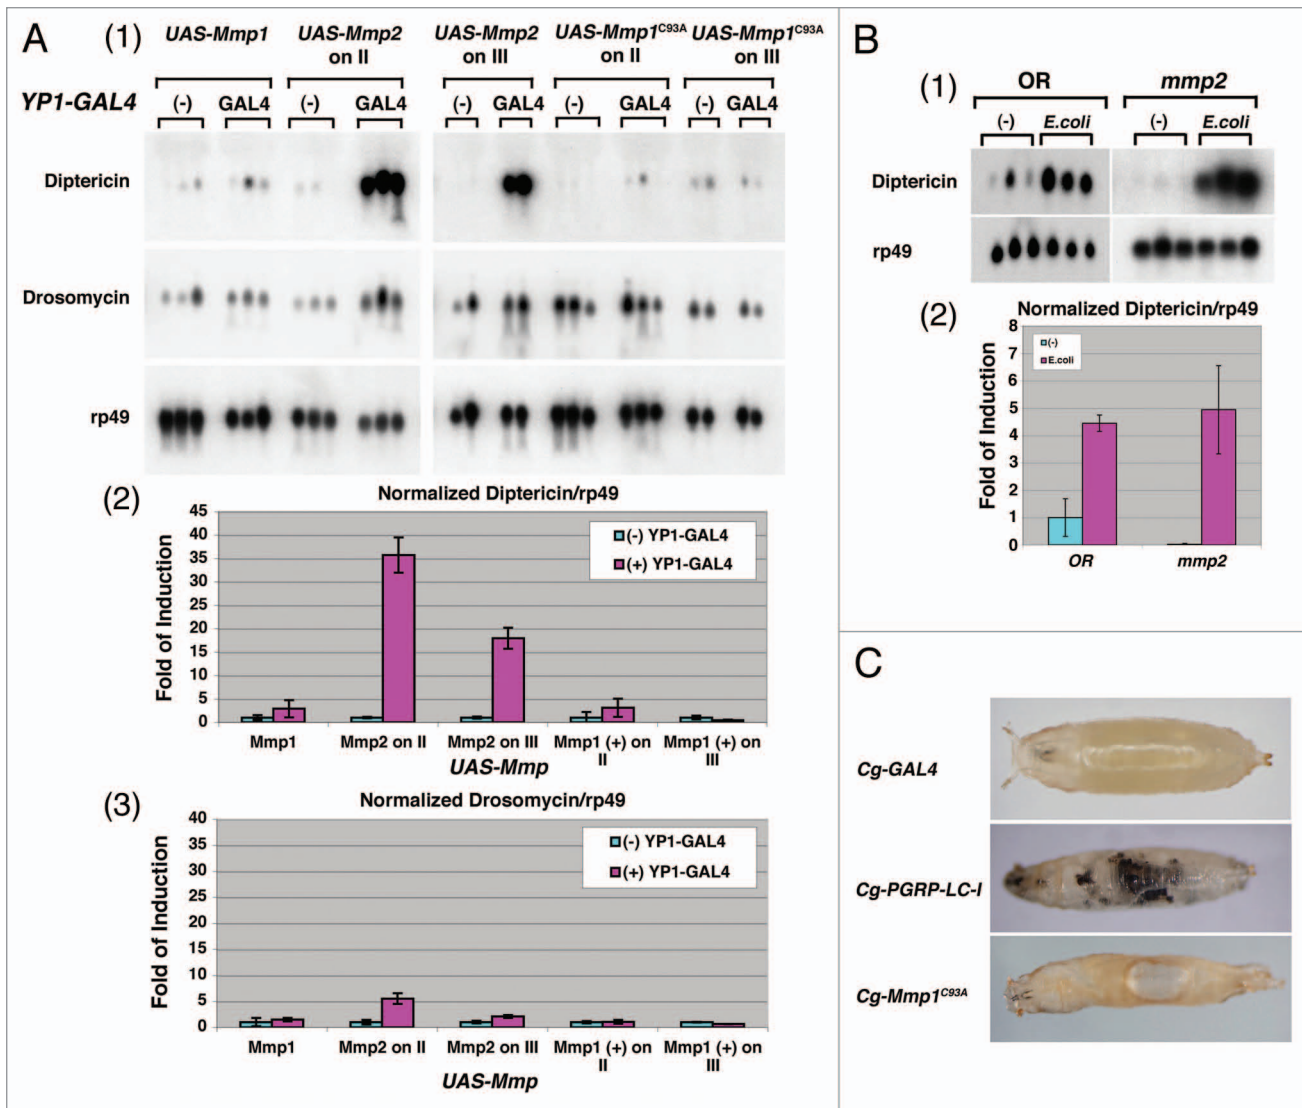 A
(1)
UAS-Mmp1
UAS-Mmp2 on II
UAS-Mmp2 on III
UAS-Mmp1C93A on II
UAS-Mmp1C93A on III
YP1-GAL4
(-) GAL4 (-) GAL4 (-) GAL4 (-) GAL4 (-) GAL4
Diptericin
Drosomycin
rp49
(2)
Normalized Diptericin/rp49
Fold of Induction
45
40
35
30
25
20
15
10
5
0
(-) YP1-GAL4
(+) YP1-GAL4
Mmp1
Mmp2 on II
Mmp2 on III
Mmp1 (+) on II
Mmp1 (+) on III
UAS-Mmp
(3)
Normalized Drosomycin/rp49
Fold of Induction
40
35
30
25
20
15
10
5
0
(-) YP1-GAL4
(+) YP1-GAL4
Mmp1
Mmp2 on II
Mmp2 on III
Mmp1 (+) on II
Mmp1 (+) on III
UAS-Mmp
B
(1)
OR
mmp2
(-) E.coli (-) E.coli
Diptericin
rp49
(2)
Normalized Diptericin/rp49
Fold of Induction
8
7
6
5
4
3
2
1
0
(-)
E.coli
OR
mmp2
C
Cg-GAL4
Cg-PGRP-LC-I
Cg-Mmp1C93A